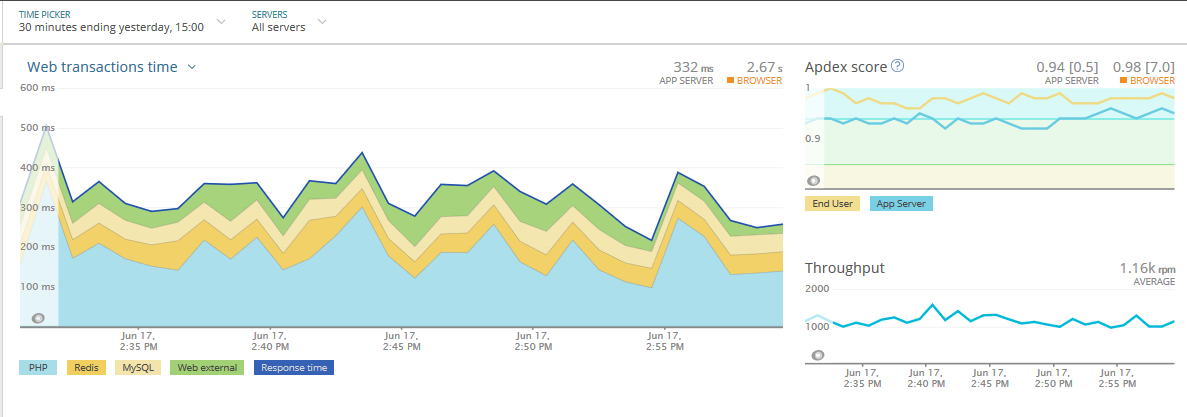 TIME PICKER
30 minutes ending yesterday, 15:00
SERVERS
All servers
Web transactions time
332 ms
APP SERVER
2.67 s
BROWSER
600 ms
500 ms
400 ms
300 ms
200 ms
100 ms
Jun 17,
2:35 PM
Jun 17,
2:40 PM
Jun 17,
2:45 PM
Jun 17,
2:50 PM
Jun 17,
2:55 PM
PHP
Redis
MySQL
Web external
Response time
Apdex score ?
0.94 [0.5]
APP SERVER
0.98 [7.0]
BROWSER
1
0.9
End User
App Server
Throughput
1.16k rpm
AVERAGE
2000
1000
Jun 17,
2:35 PM
Jun 17,
2:40 PM
Jun 17,
2:45 PM
Jun 17,
2:50 PM
Jun 17,
2:55 PM